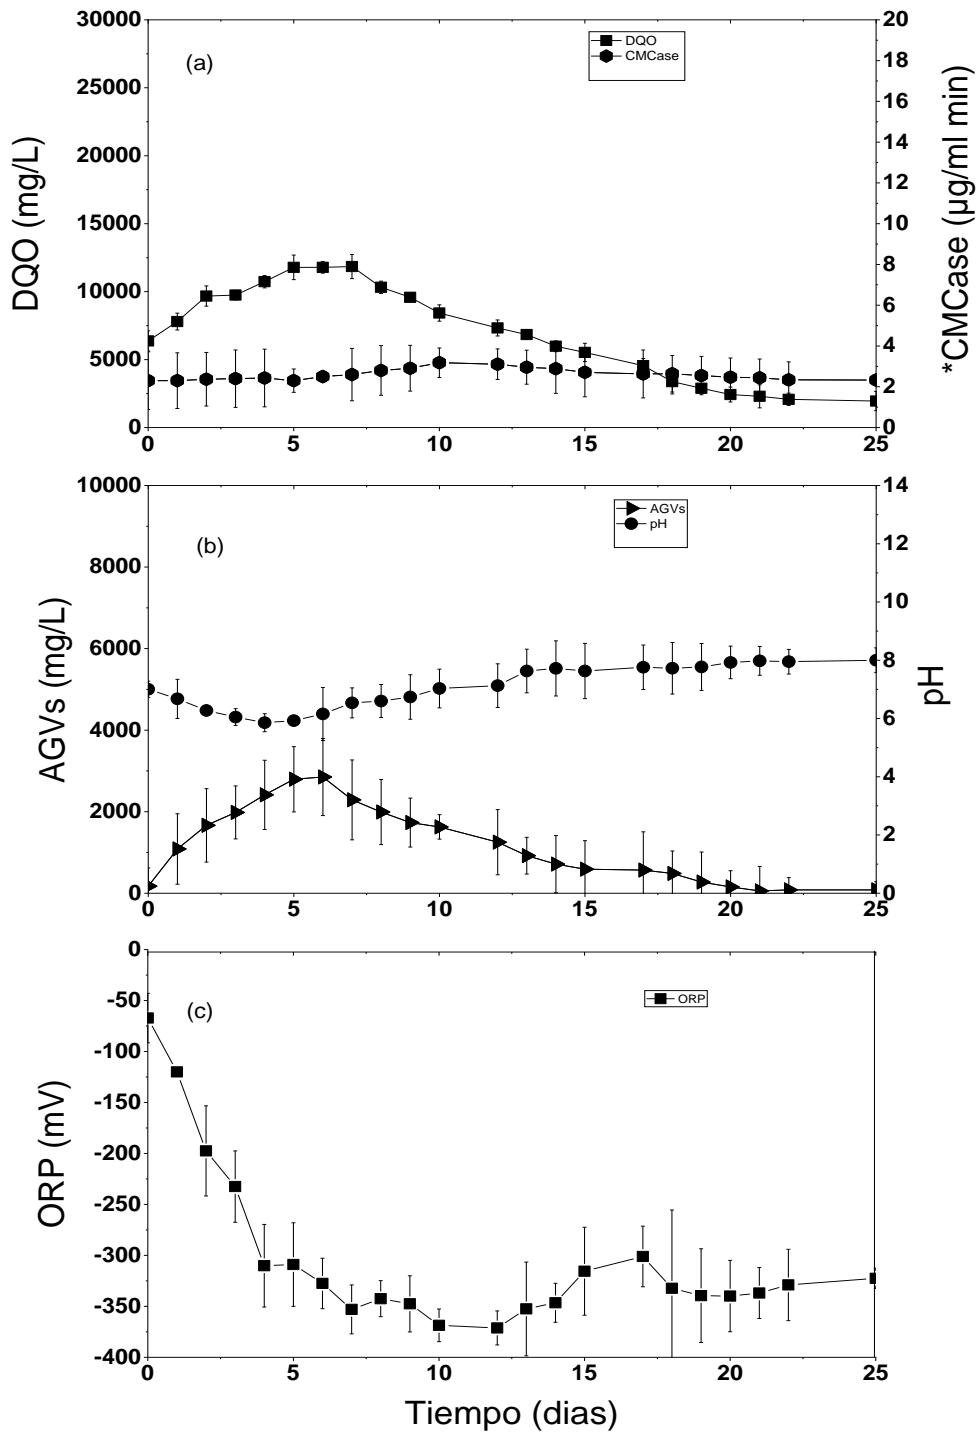 30000
25000
20000
15000
10000
5000
0
DQO (mg/L)
(a)
DQO
CMCase
20
18
16
14
12
10
8
6
4
2
0
*CMCase (µg/ml min)
0 5 10 15 20 25
10000
8000
6000
4000
2000
0
AGVs (mg/L)
(b)
AGVs
pH
14
12
10
8
6
4
2
0
pH
0 5 10 15 20 25
0
-50
-100
-150
-200
-250
-300
-350
-400
ORP (mV)
(c)
ORP
0 5 10 15 20 25
Tiempo (dias)